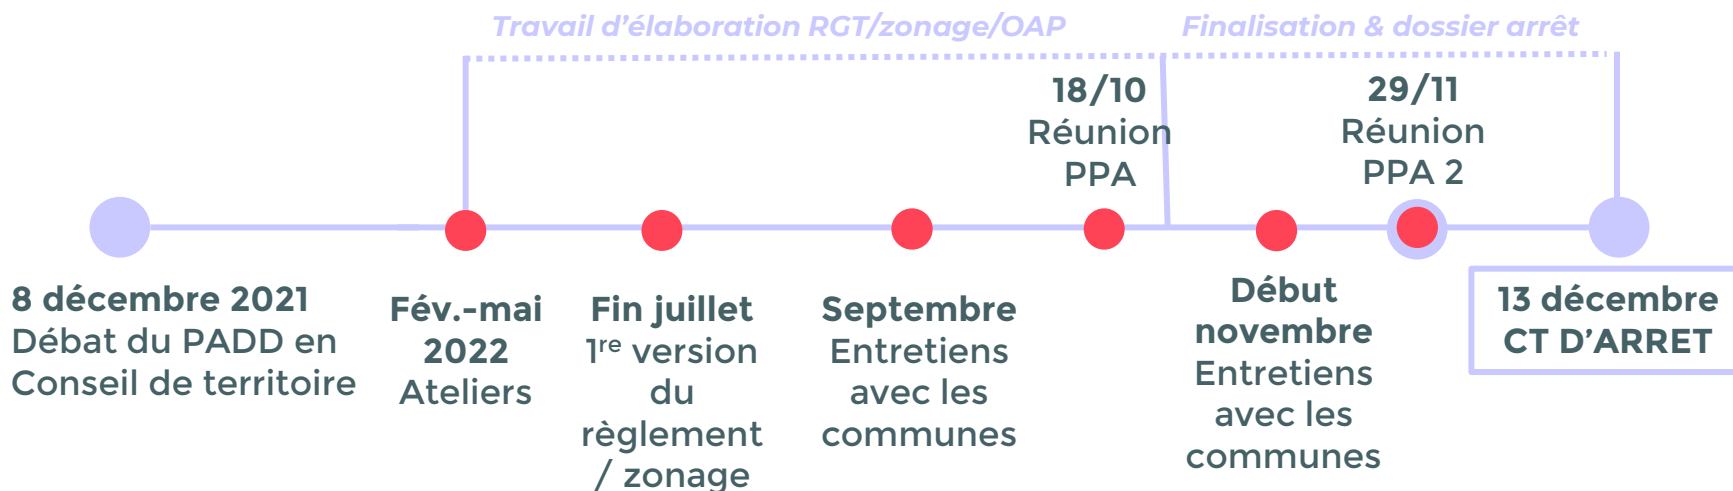 Travail d’élaboration RGT/zonage/OAP
Finalisation & dossier arrêt
18/10
Réunion
PPA
29/11
Réunion
PPA 2
8 décembre 2021
Débat du PADD en
Conseil de territoire
Fév.-mai
2022
Ateliers
Fin juillet
1re version
du
règlement
/ zonage
Septembre
Entretiens
avec les
communes
Début
novembre
Entretiens
avec les
communes
13 décembre
CT D’ARRET